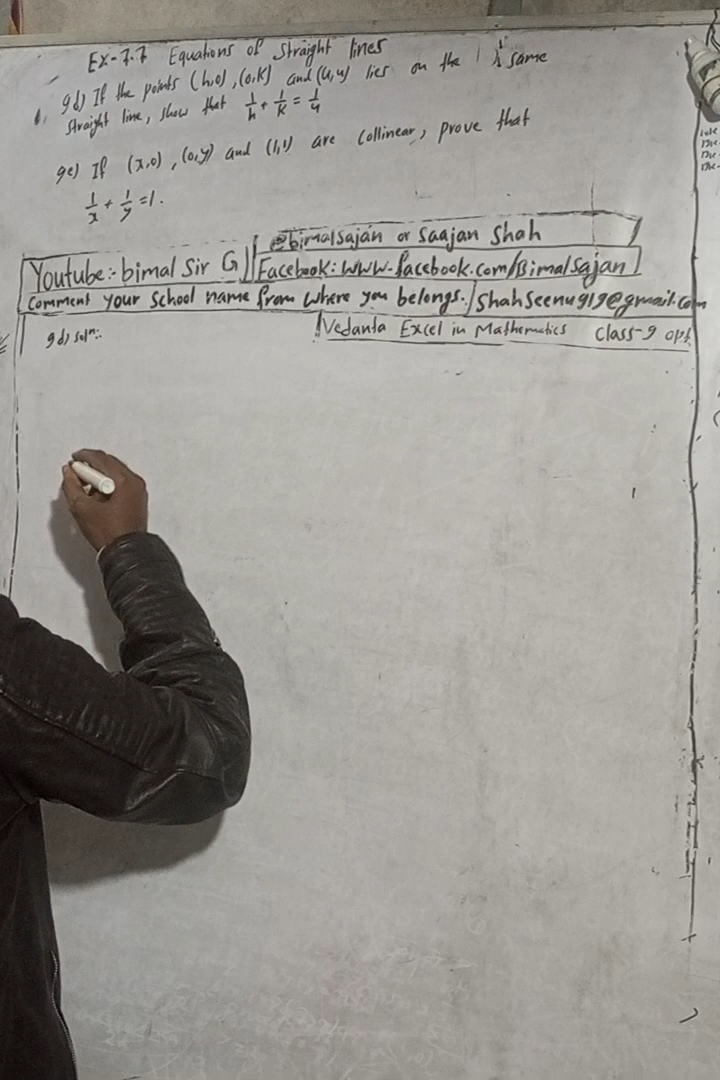 Ex-7.7 Equations of straight lines
9d) If the points (h,0), (0,k) and (4,4) lies on the same
straight line, show that 1/h + 1/k = 1/4
9e) If (x,0), (0,y) and (1,1) are collinear, prove that
1/x + 1/y = 1.
@bimalsajan or Saajan Shah
Youtube:- bimal Sir G
Facebook: www.facebook.com/Bimalsajan
Comment your School name from where you belongs.
Shahseenu919@gmail.com
Vedanta Excel in Mathematics Class-9 opt.
9d) solⁿ: